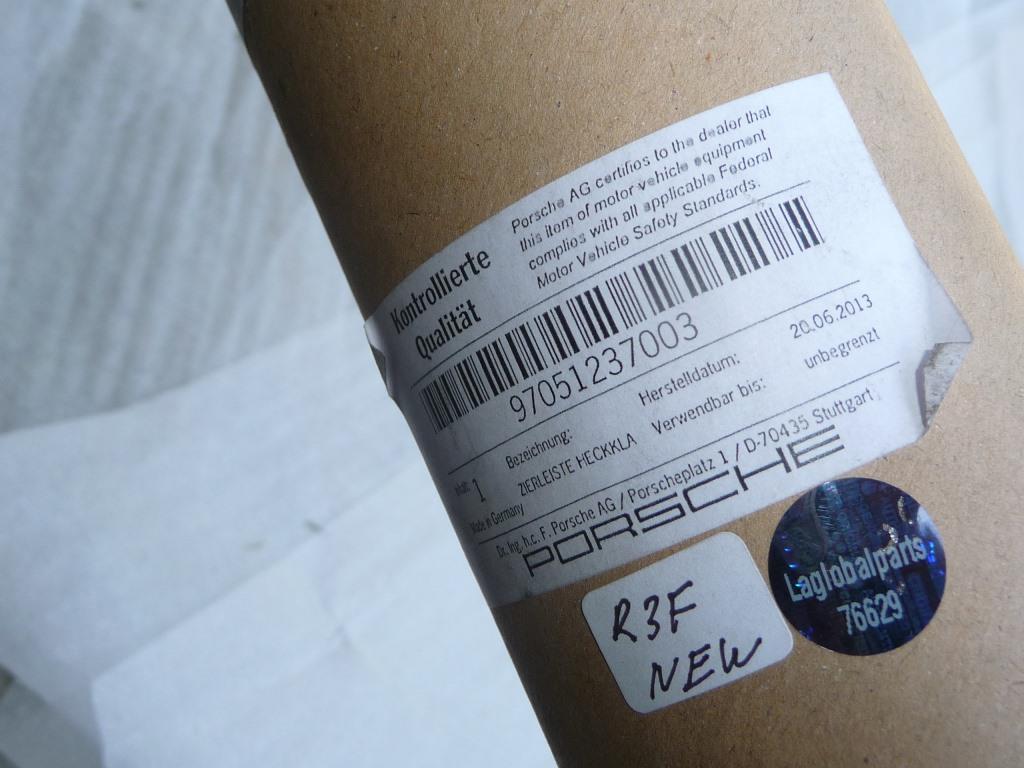 Kontrollierte
Qualität
Porsche AG certifies to the dealer that
this item of motor vehicle equipment
complies with all applicable Federal
Motor Vehicle Safety Standards.
97051237003
Herstelldatum: 20.06.2013
Verwendbar bis: unbegrenzt
Bezeichnung:
Inhalt: 1 ZIERLEISTE HECKKLA
Made in Germany
Dr. Ing. h.c. F. Porsche AG / Porscheplatz 1 / D-70435 Stuttgart
PORSCHE
R3F
NEW
Laglobalparts
76629